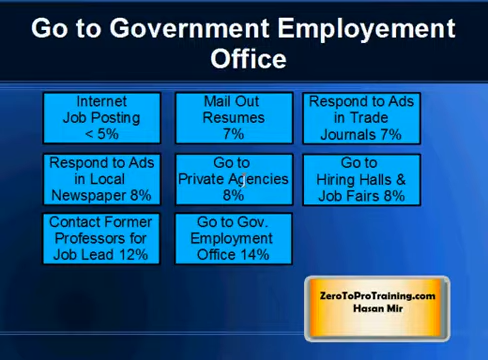 Go to Government Employement
Office
Internet
Job Posting
< 5%
Mail Out
Resumes
7%
Respond to Ads
in Trade
Journals 7%
Respond to Ads
in Local
Newspaper 8%
Go to
Private Agencies
8%
Go to
Hiring Halls &
Job Fairs 8%
Contact Former
Professors for
Job Lead 12%
Go to Gov.
Employment
Office 14%
ZeroToProTraining.com
Hasan Mir